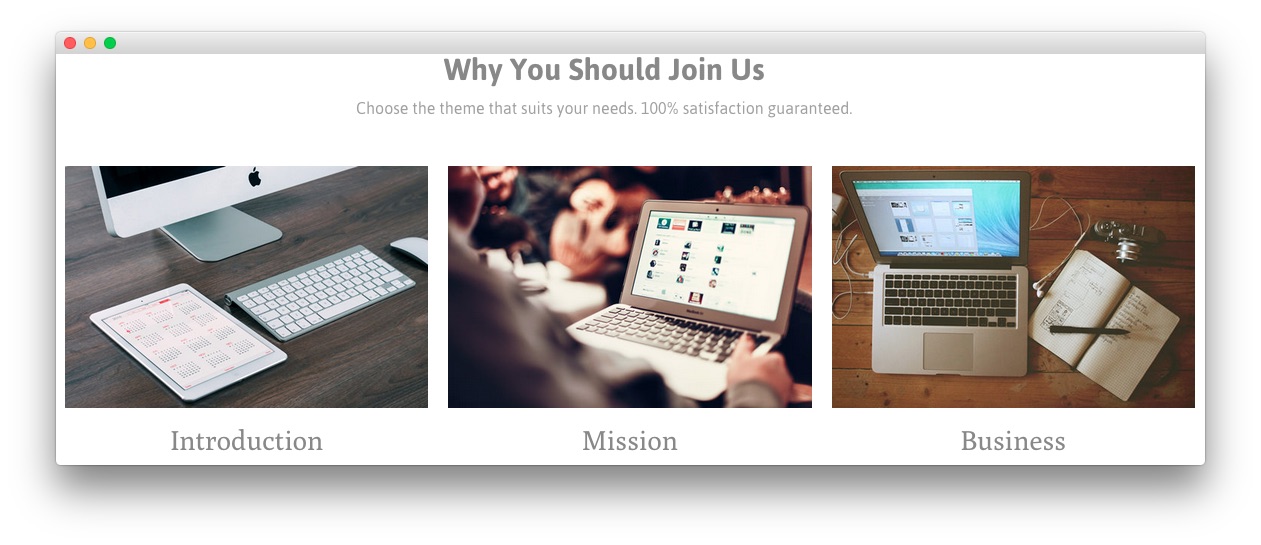 Why You Should Join Us
Choose the theme that suits your needs. 100% satisfaction guaranteed.
Introduction
Mission
Business